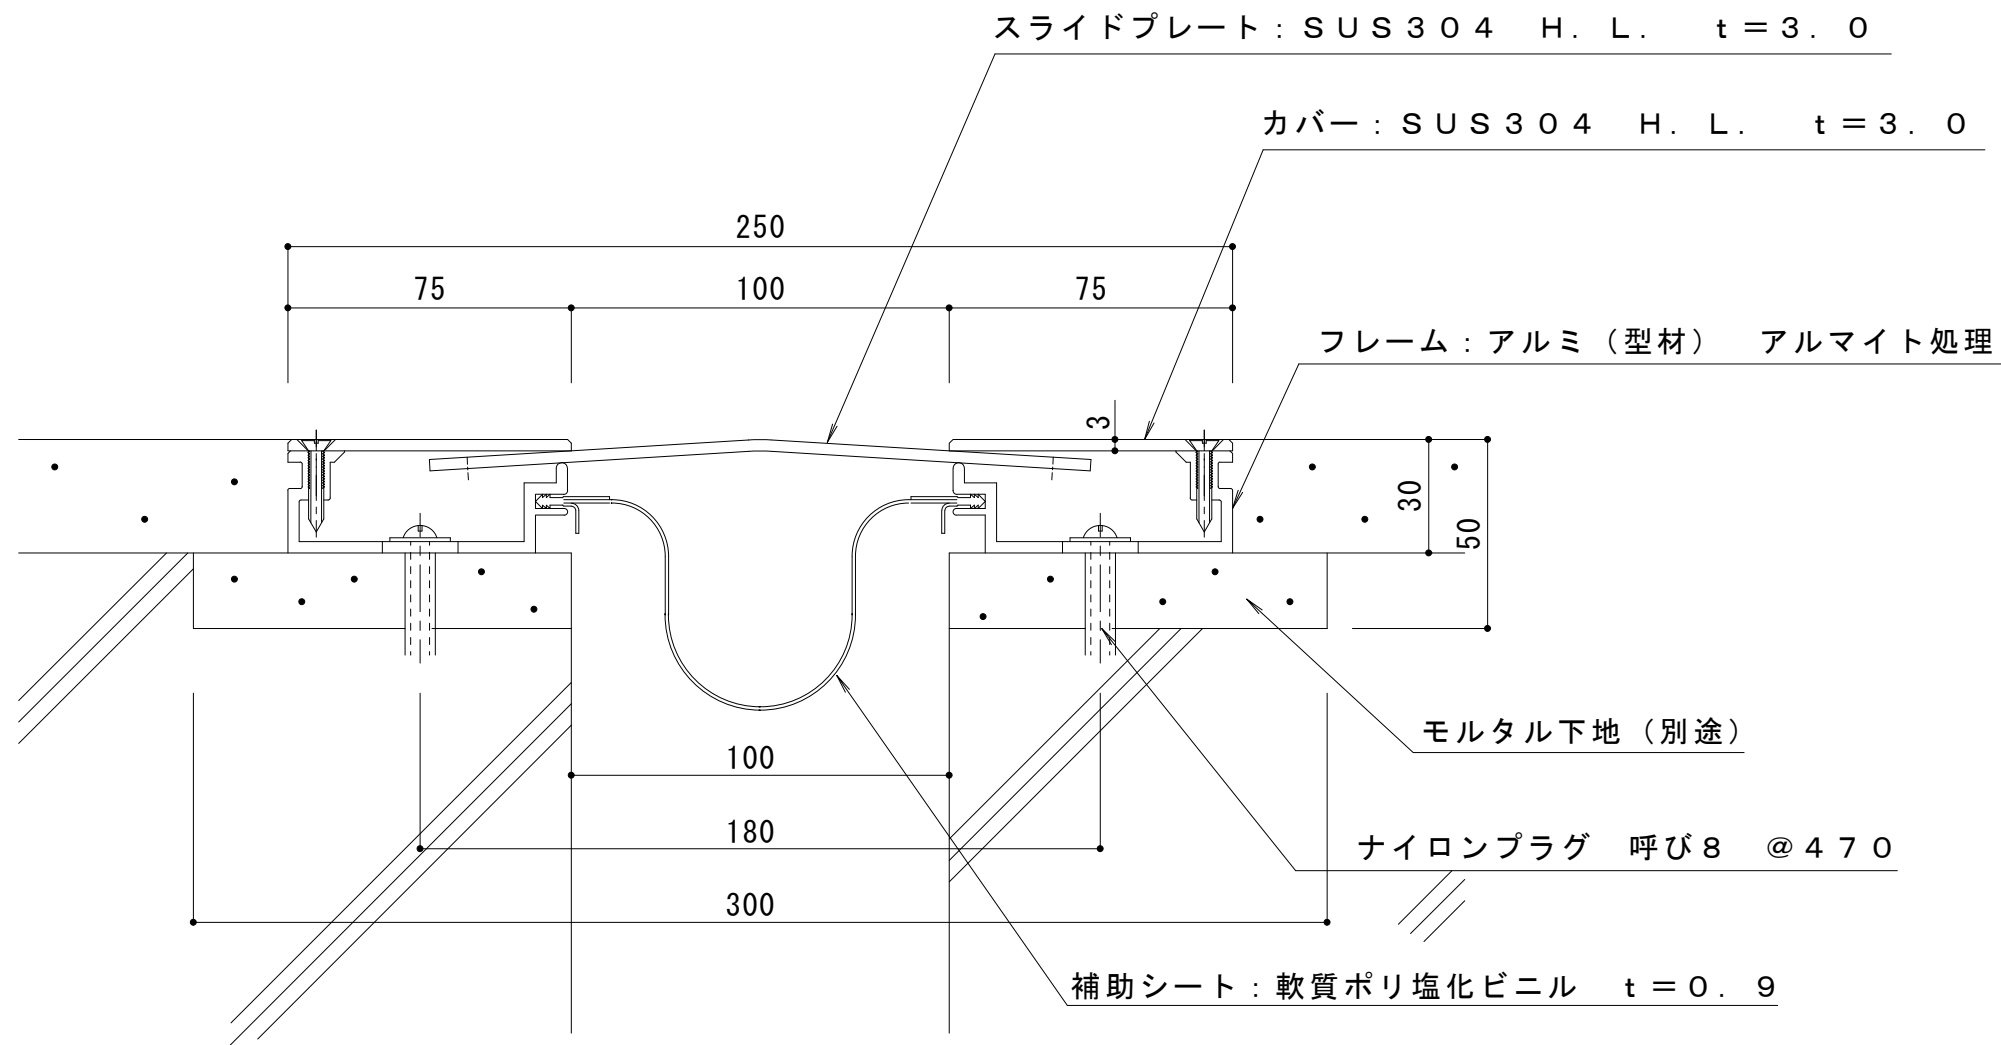 スライドプレート：ＳＵＳ３０４　Ｈ．Ｌ．　ｔ＝３．０
カバー：ＳＵＳ３０４　Ｈ．Ｌ．　ｔ＝３．０
250
75
100
75
フレーム：アルミ（型材）　アルマイト処理
3
30
50
モルタル下地（別途）
100
180
ナイロンプラグ　呼び８　＠４７０
300
補助シート：軟質ポリ塩化ビニル　ｔ＝０．９